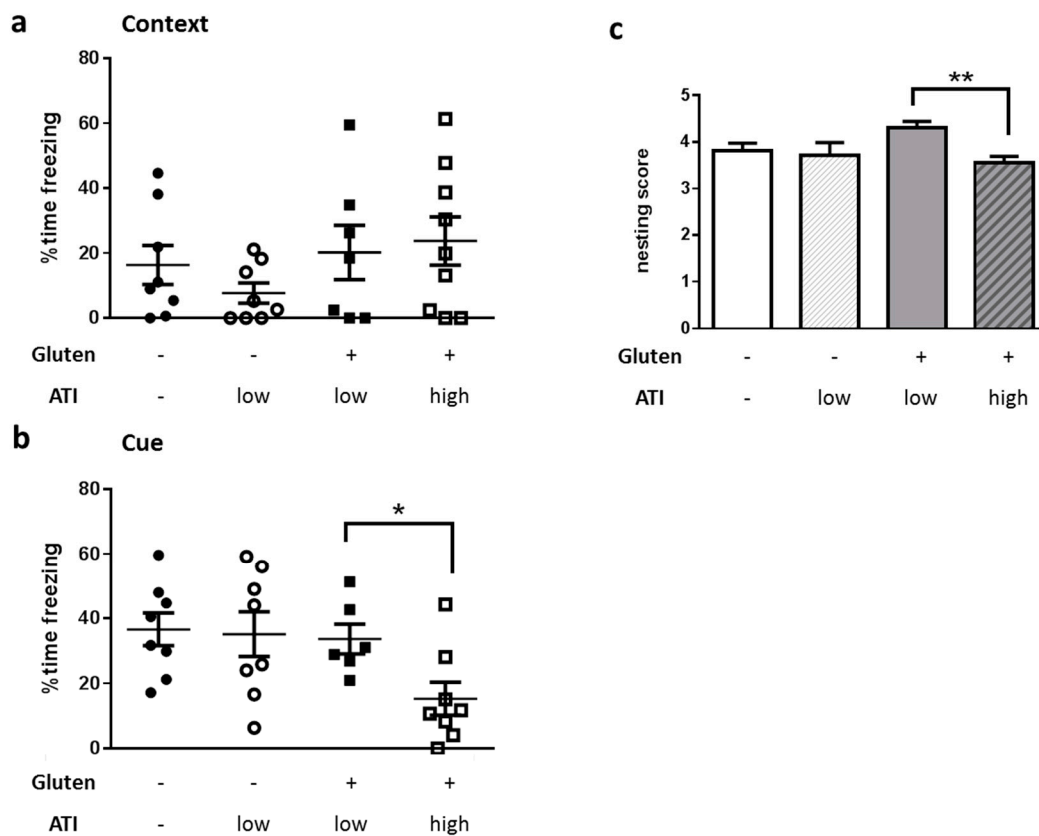 a Context
80
60
40
20
0
% time freezing
Gluten - - + +
ATI - low low high
b Cue
80
60
40
20
0
% time freezing
*
Gluten - - + +
ATI - low low high
c
5
4
3
2
1
0
nesting score
**
Gluten - - + +
ATI - low low high